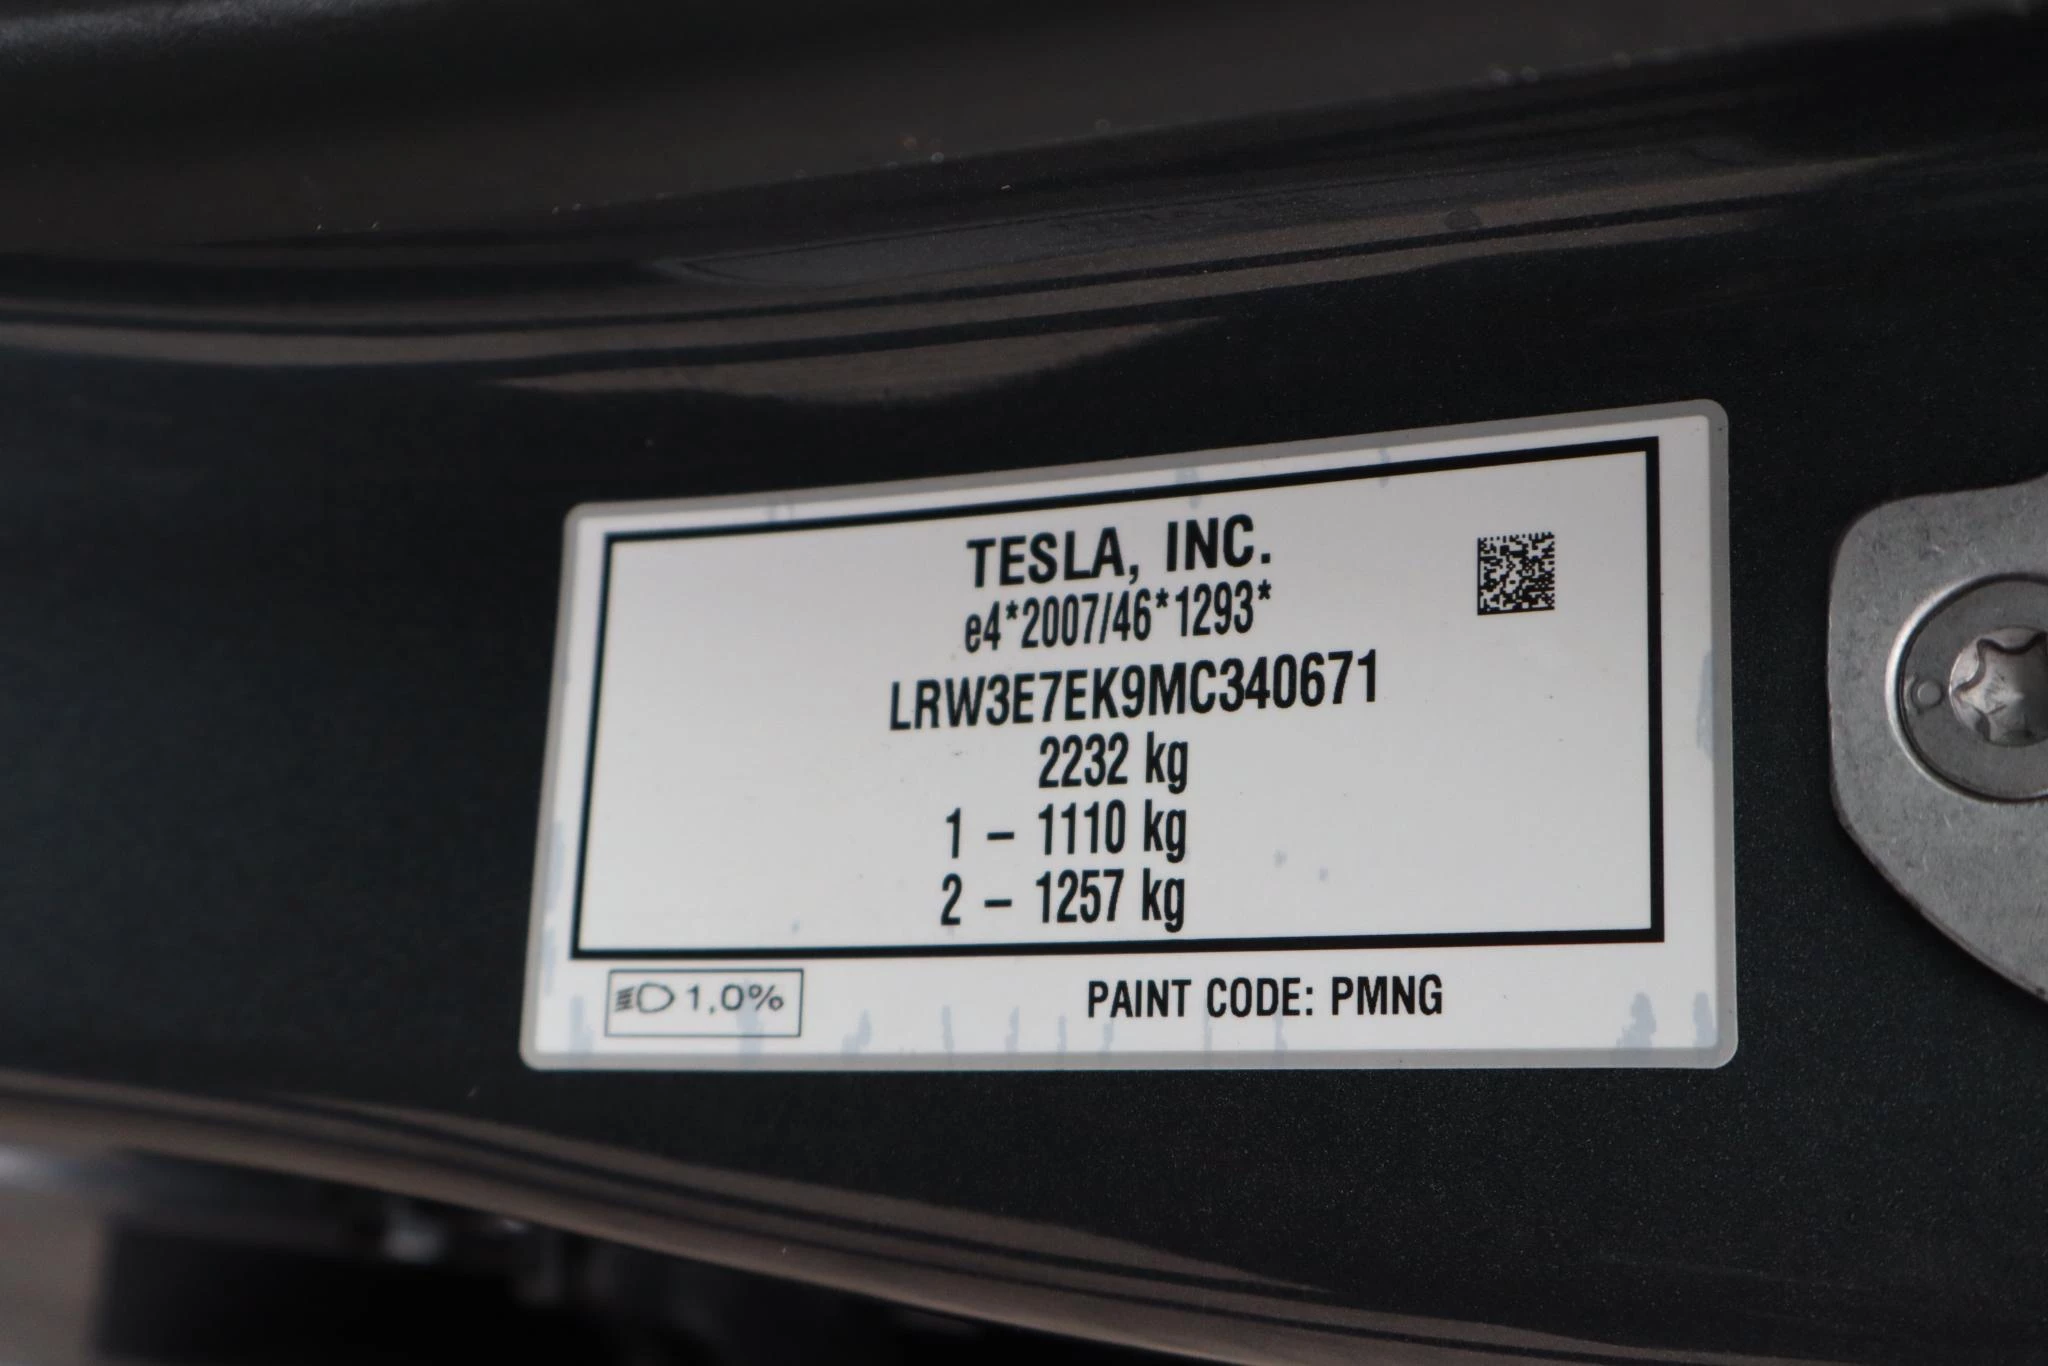 TESLA, INC.
e4*2007/46*1293*
LRW3E7EK9MC340671
2232 kg
1 – 1110 kg
2 – 1257 kg
1,0%
PAINT CODE: PMNG